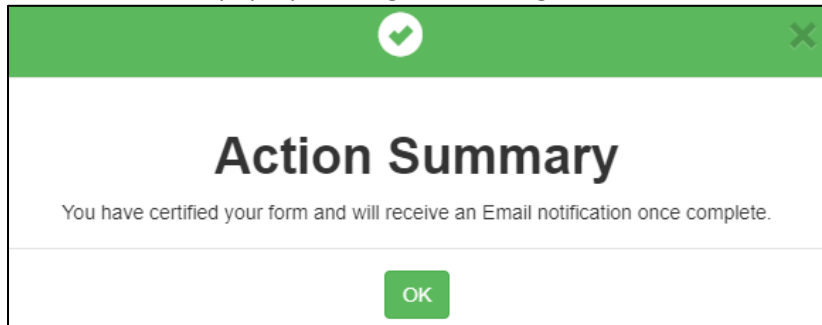 Action Summary
You have certified your form and will receive an Email notification once complete.
OK